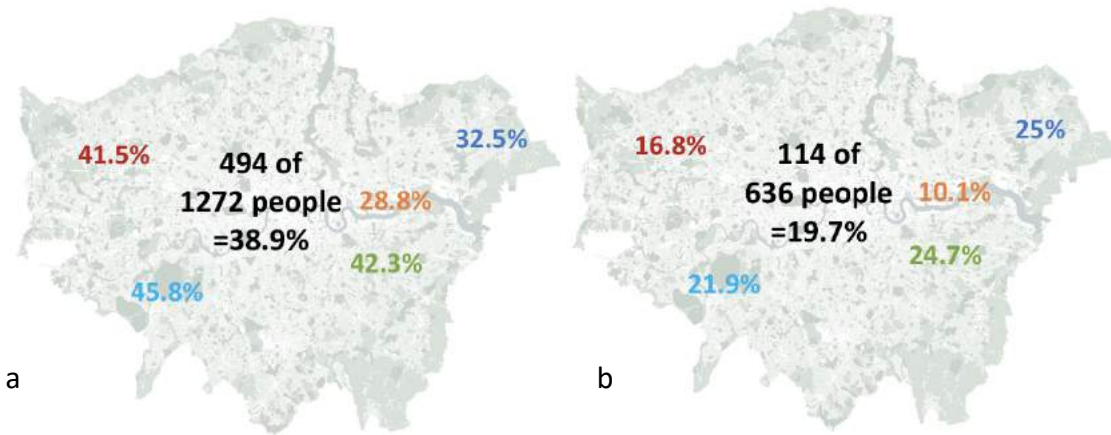 41.5%
494 of
1272 people
=38.9%
32.5%
28.8%
42.3%
45.8%
a
16.8%
114 of
636 people
=19.7%
25%
10.1%
24.7%
21.9%
b